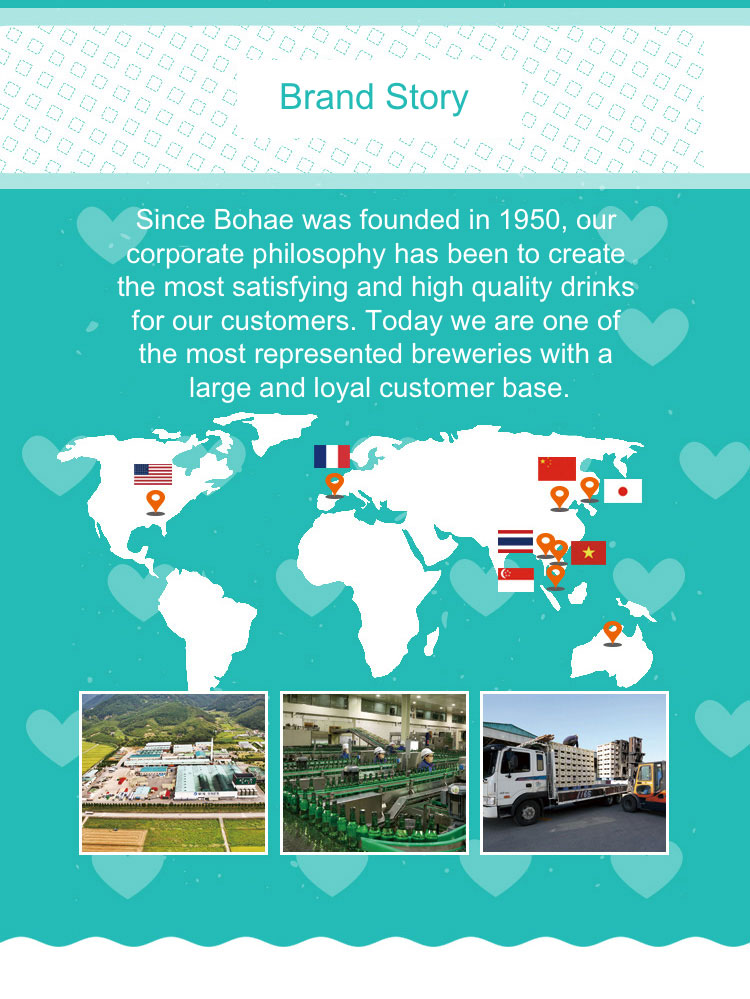 Brand Story
Since Bohae was founded in 1950, our
corporate philosophy has been to create
the most satisfying and high quality drinks
for our customers. Today we are one of
the most represented breweries with a
large and loyal customer base.